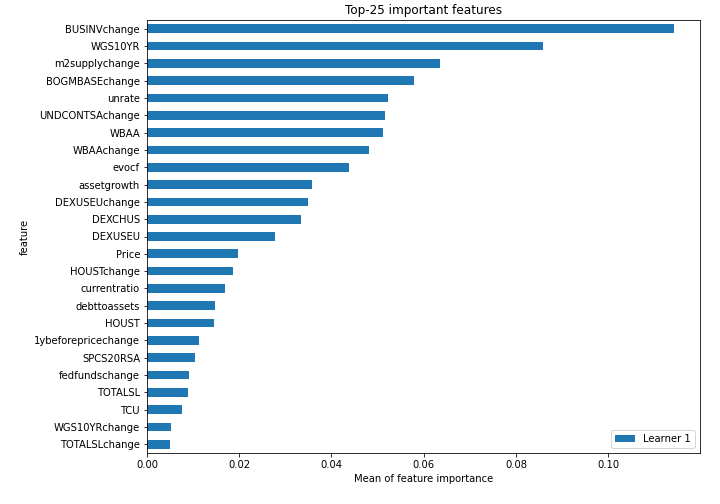 Top-25 important features
BUSINVchange
WGS10YR
m2supplychange
BOGMBASEchange
unrate
UNDCONTSAchange
WBAA
WBAAchange
evocf
assetgrowth
DEXUSEUchange
DEXCHUS
DEXUSEU
Price
HOUSTchange
currentratio
debttoassets
HOUST
1ybeforepricechange
SPCS20RSA
fedfundschange
TOTALSL
TCU
WGS10YRchange
TOTALSLchange
feature
Learner 1
0.00 0.02 0.04 0.06 0.08 0.10
Mean of feature importance